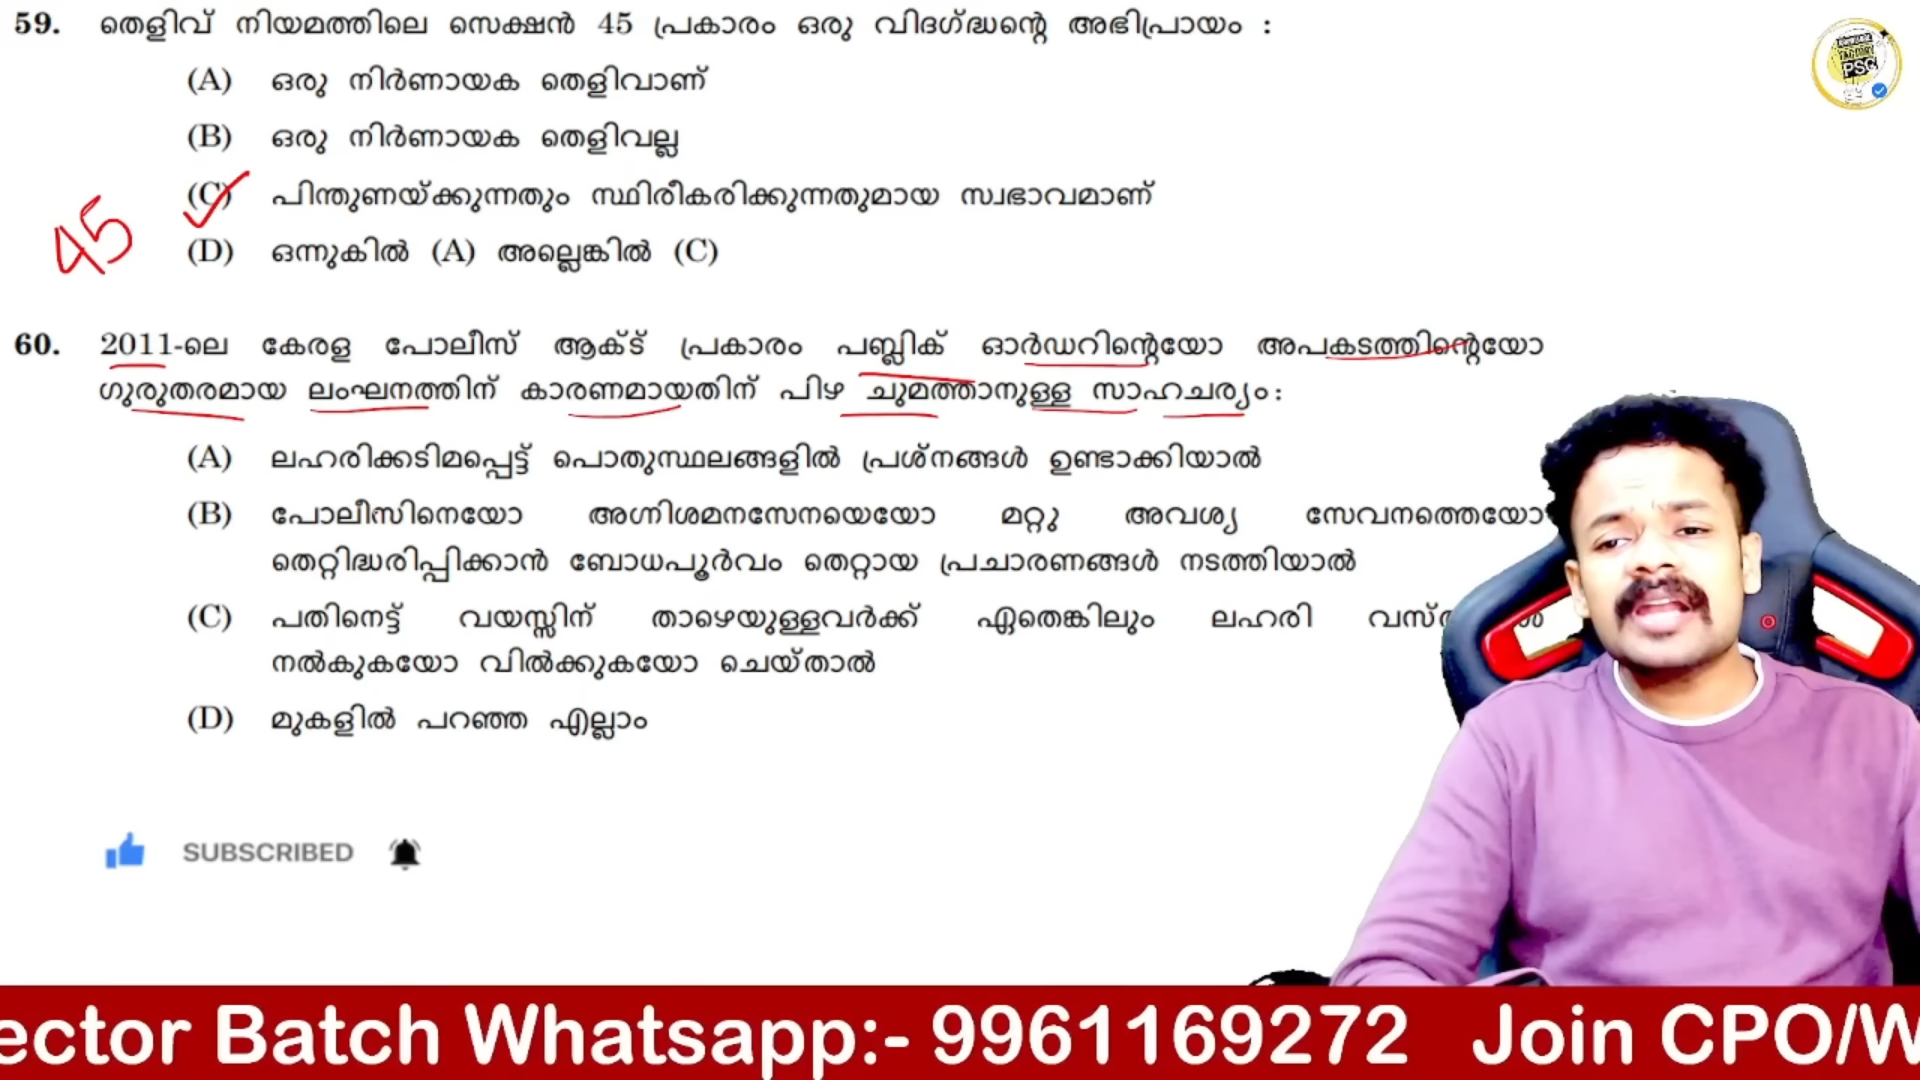 59. തെളിവ് നിയമത്തിലെ സെക്ഷൻ 45 പ്രകാരം ഒരു വിദഗ്ദ്ധന്റെ അഭിപ്രായം :
(A) ഒരു നിർണായക തെളിവാണ്
(B) ഒരു നിർണായക തെളിവല്ല
(C) പിന്തുണയ്ക്കുന്നതും സ്ഥിരീകരിക്കുന്നതുമായ സ്വഭാവമാണ്
45
(D) ഒന്നുകിൽ (A) അല്ലെങ്കിൽ (C)
60. 2011-ലെ കേരള പോലീസ് ആക്ട് പ്രകാരം പബ്ലിക് ഓർഡറിന്റെയോ അപകടത്തിന്റെയോ
ഗുരുതരമായ ലംഘനത്തിന് കാരണമായതിന് പിഴ ചുമത്താനുള്ള സാഹചര്യം :
(A) ലഹരിക്കടിമപ്പെട്ട് പൊതുസ്ഥലങ്ങളിൽ പ്രശ്നങ്ങൾ ഉണ്ടാക്കിയാൽ
(B) പോലീസിനെയോ അഗ്നിശമനസേനയെയോ മറ്റു അവശ്യ സേവനത്തെയോ
തെറ്റിദ്ധരിപ്പിക്കാൻ ബോധപൂർവം തെറ്റായ പ്രചാരണങ്ങൾ നടത്തിയാൽ
(C) പതിനെട്ട് വയസ്സിന് താഴെയുള്ളവർക്ക് ഏതെങ്കിലും ലഹരി
നൽകുകയോ വിൽക്കുകയോ ചെയ്താൽ
(D) മുകളിൽ പറഞ്ഞ എല്ലാം
SUBSCRIBED
FACTORY
PSC
ector Batch Whatsapp:- 9961169272 Join CPO/W